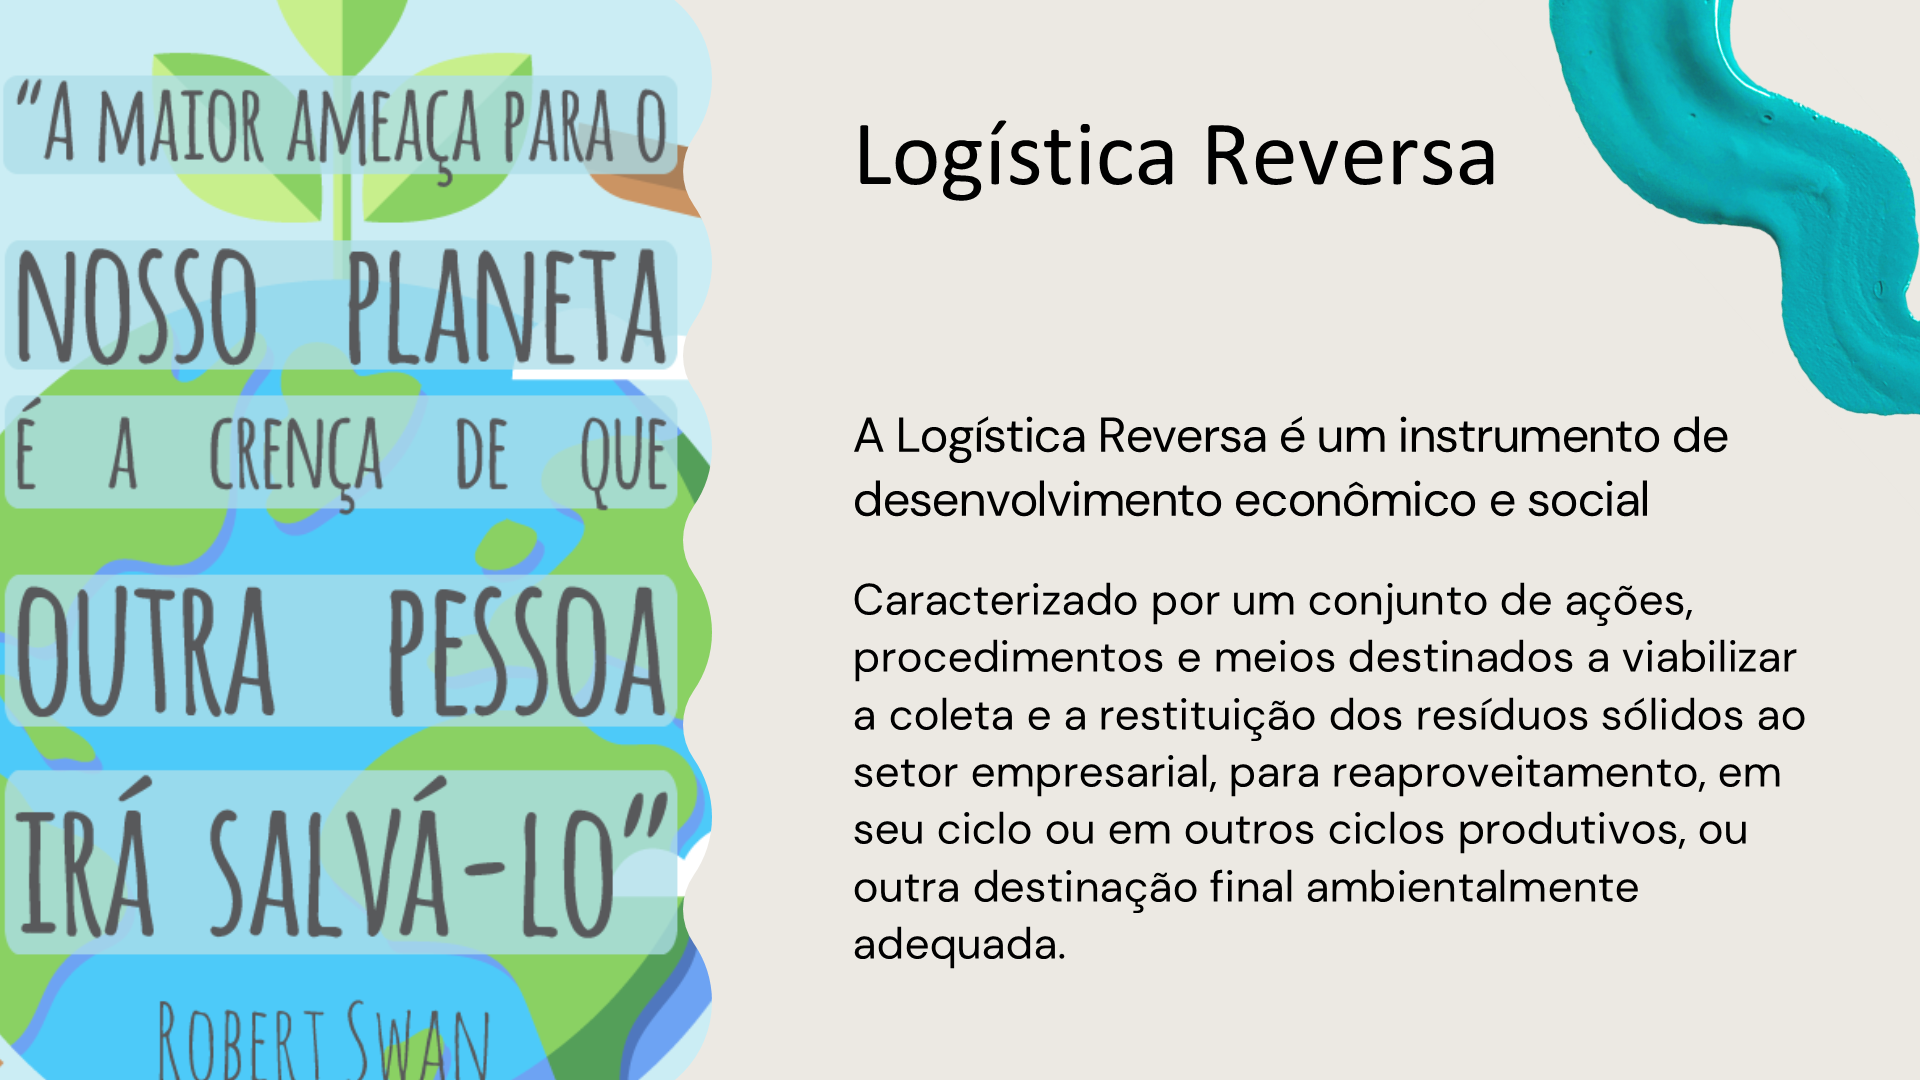 “A MAIOR AMEAÇA PARA O
NOSSO PLANETA
É A CRENÇA DE QUE
OUTRA PESSOA
IRÁ SALVÁ-LO”
ROBERT SWAN
Logística Reversa
A Logística Reversa é um instrumento de
desenvolvimento econômico e social
Caracterizado por um conjunto de ações,
procedimentos e meios destinados a viabilizar
a coleta e a restituição dos resíduos sólidos ao
setor empresarial, para reaproveitamento, em
seu ciclo ou em outros ciclos produtivos, ou
outra destinação final ambientalmente
adequada.